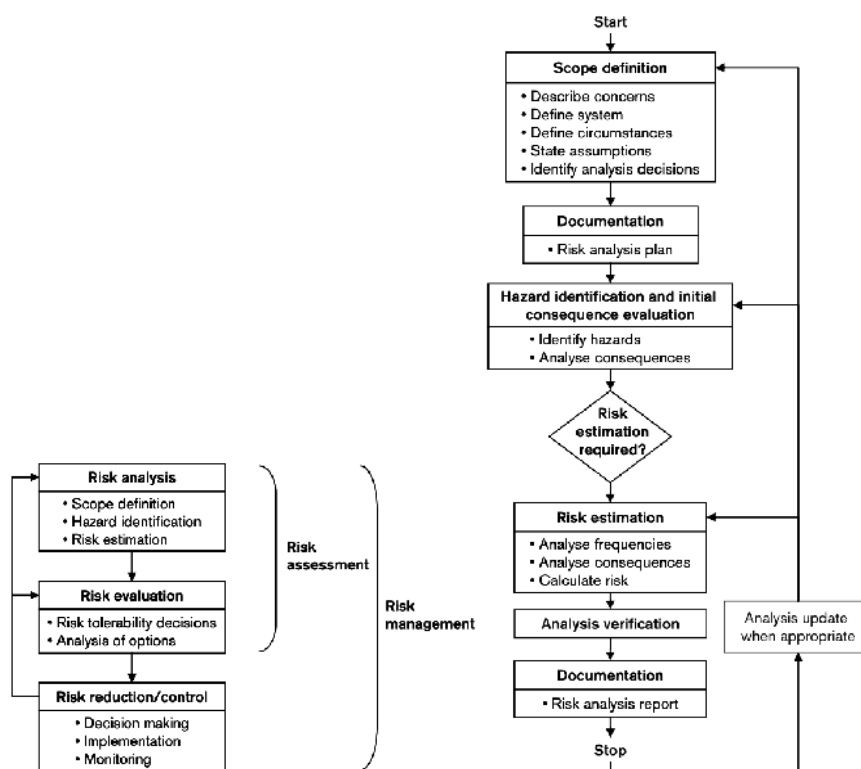 Risk analysis
• Scope definition
• Hazard identification
• Risk estimation
Risk evaluation
• Risk tolerability decisions
• Analysis of options
Risk reduction/control
• Decision making
• Implementation
• Monitoring
Risk
assessment
Risk
management
Start
Scope definition
• Describe concerns
• Define system
• Define circumstances
• State assumptions
• Identify analysis decisions
Documentation
• Risk analysis plan
Hazard identification and initial
consequence evaluation
• Identify hazards
• Analyse consequences
Risk
estimation
required?
Risk estimation
• Analyse frequencies
• Analyse consequences
• Calculate risk
Analysis verification
Documentation
• Risk analysis report
Stop
Analysis update
when appropriate